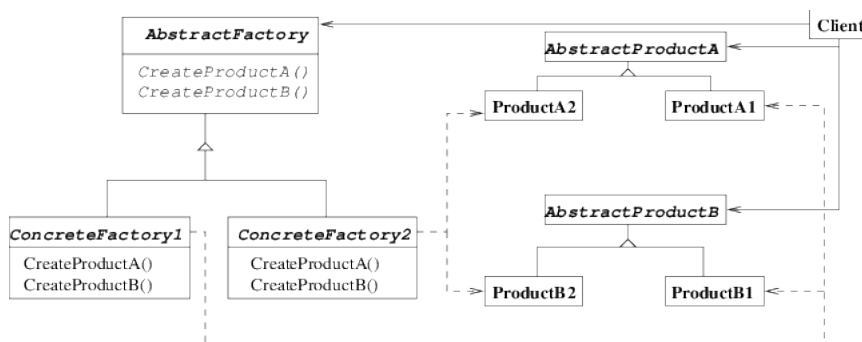 AbstractFactory
CreateProductA()
CreateProductB()
Client
AbstractProductA
ProductA2
ProductA1
ConcreteFactory1
CreateProductA()
CreateProductB()
ConcreteFactory2
CreateProductA()
CreateProductB()
AbstractProductB
ProductB2
ProductB1